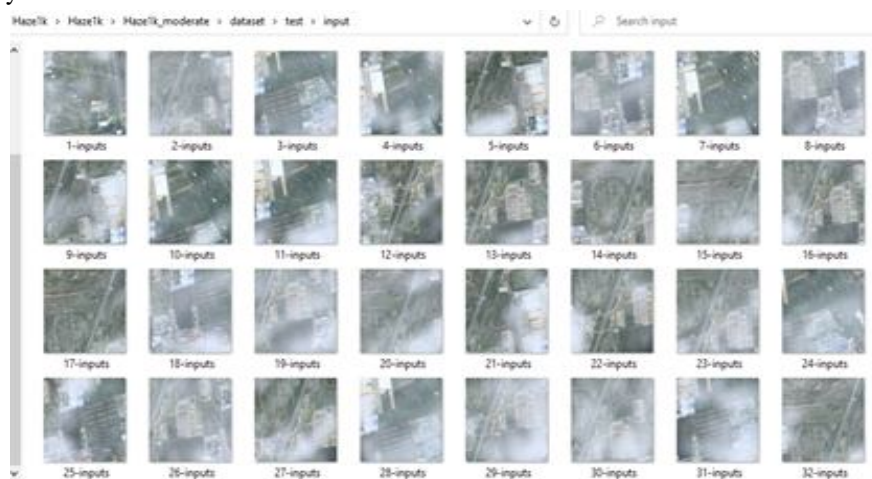 y
Haze1k > Haze1k > Haze1k_moderate > dataset > test > input
Search input
1-inputs 2-inputs 3-inputs 4-inputs 5-inputs 6-inputs 7-inputs 8-inputs
9-inputs 10-inputs 11-inputs 12-inputs 13-inputs 14-inputs 15-inputs 16-inputs
17-inputs 18-inputs 19-inputs 20-inputs 21-inputs 22-inputs 23-inputs 24-inputs
25-inputs 26-inputs 27-inputs 28-inputs 29-inputs 30-inputs 31-inputs 32-inputs